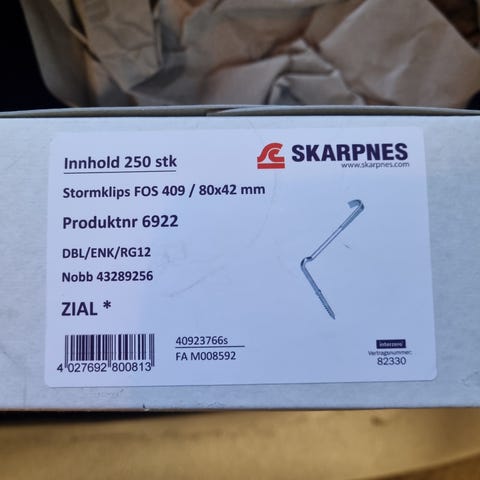 Innhold 250 stk
SKARPNES
www.skarpnes.com
Stormklips FOS 409 / 80x42 mm
Produktnr 6922
DBL/ENK/RG12
Nobb 43289256
ZIAL *
4 027692 800813
40923766s
FA M008592
interzero
Vertragsnummer:
82330